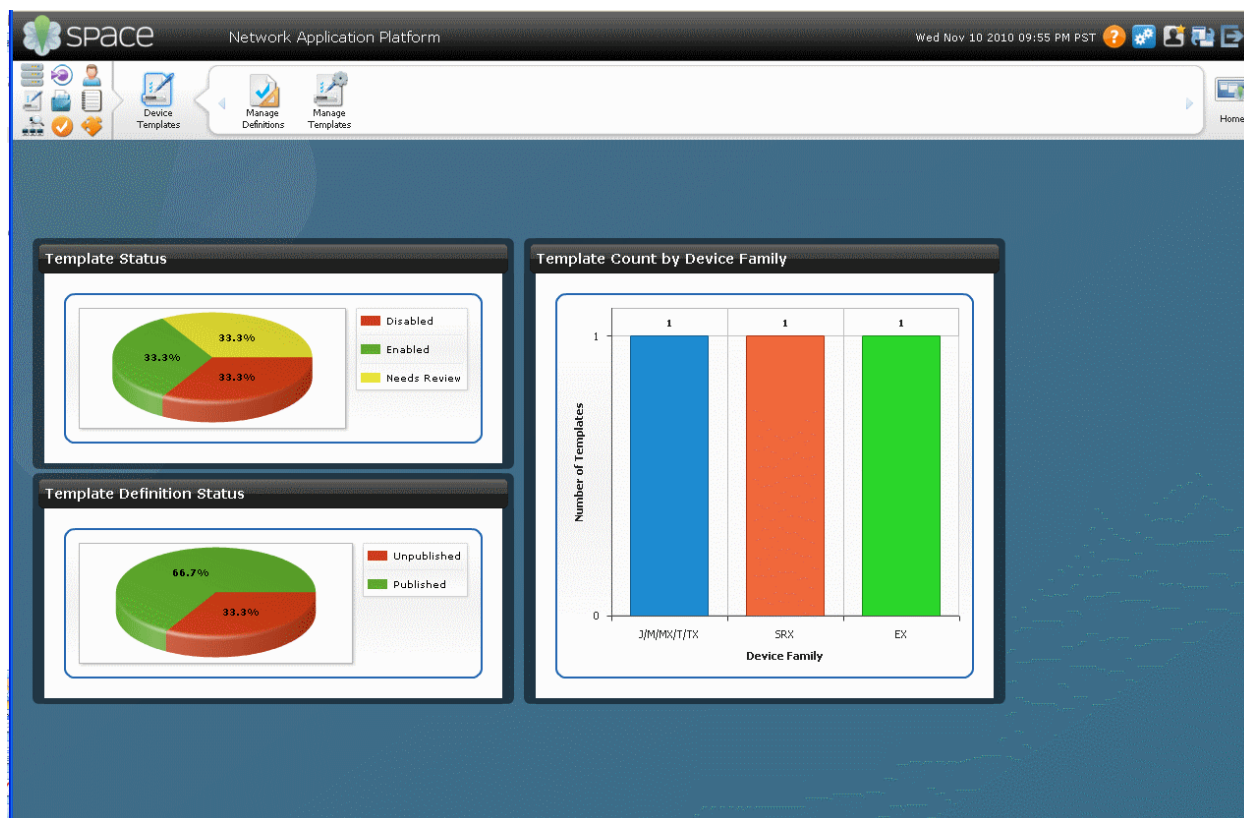 space
Network Application Platform
Wed Nov 10 2010 09:55 PM PST
?
Device
Templates
Manage
Definitions
Manage
Templates
Home
Template Status
33.3%
33.3%
33.3%
Disabled
Enabled
Needs Review
Template Definition Status
66.7%
33.3%
Unpublished
Published
Template Count by Device Family
Number of Templates
1
0
1
1
1
J/M/MX/T/TX
SRX
EX
Device Family